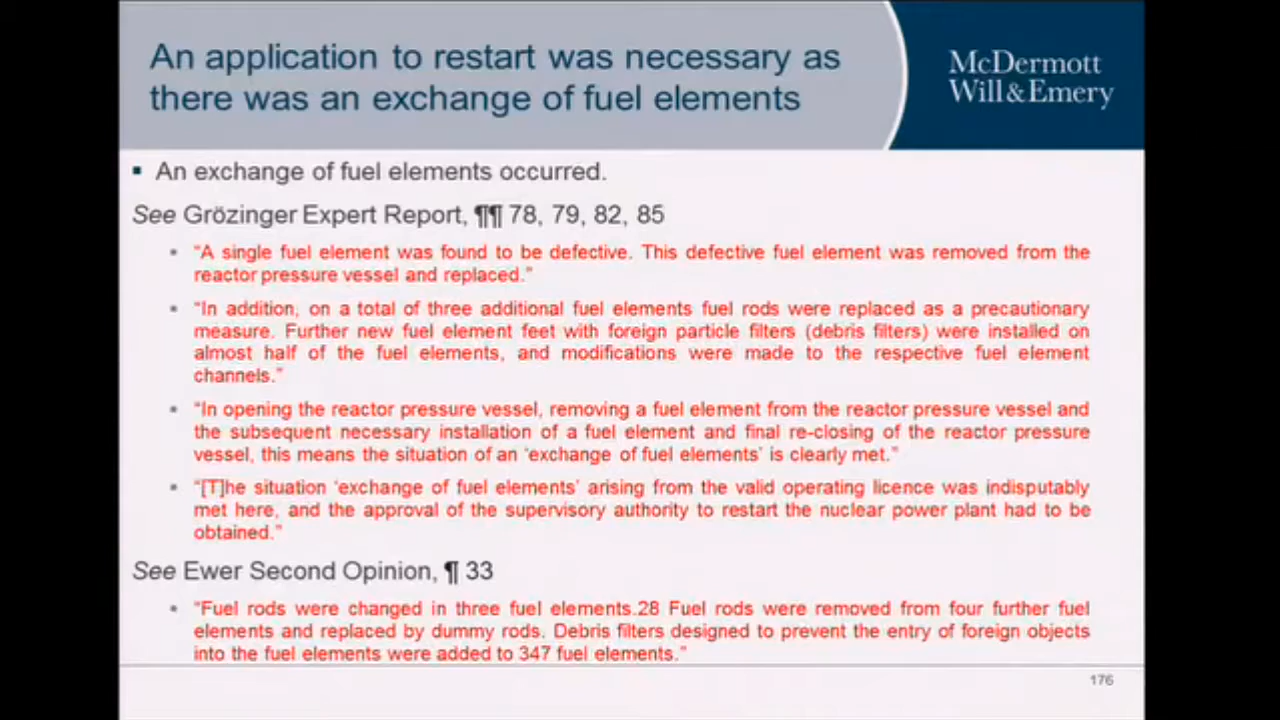 An application to restart was necessary as
there was an exchange of fuel elements
McDermott
Will & Emery
▪ An exchange of fuel elements occurred.
See Grözinger Expert Report, ¶¶ 78, 79, 82, 85
▪ “A single fuel element was found to be defective. This defective fuel element was removed from the
reactor pressure vessel and replaced.”
▪ “In addition, on a total of three additional fuel elements fuel rods were replaced as a precautionary
measure. Further new fuel element feet with foreign particle filters (debris filters) were installed on
almost half of the fuel elements, and modifications were made to the respective fuel element
channels.”
▪ “In opening the reactor pressure vessel, removing a fuel element from the reactor pressure vessel and
the subsequent necessary installation of a fuel element and final re-closing of the reactor pressure
vessel, this means the situation of an ‘exchange of fuel elements’ is clearly met.”
▪ “[T]he situation ‘exchange of fuel elements’ arising from the valid operating licence was indisputably
met here, and the approval of the supervisory authority to restart the nuclear power plant had to be
obtained.”
See Ewer Second Opinion, ¶ 33
▪ “Fuel rods were changed in three fuel elements.28 Fuel rods were removed from four further fuel
elements and replaced by dummy rods. Debris filters designed to prevent the entry of foreign objects
into the fuel elements were added to 347 fuel elements.”
176